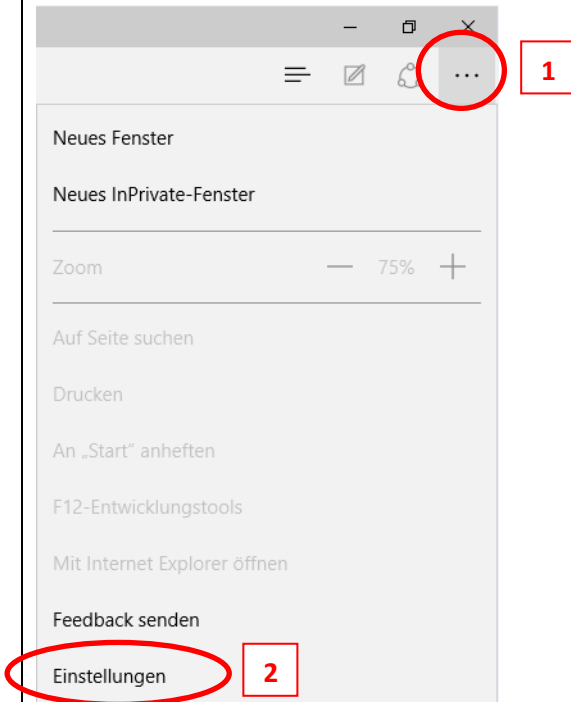 1
Neues Fenster
Neues InPrivate-Fenster
Zoom 75%
Auf Seite suchen
Drucken
An „Start“ anheften
F12-Entwicklungstools
Mit Internet Explorer öffnen
Feedback senden
Einstellungen 2